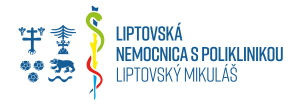 LIPTOVSKÁ
NEMOCNICA S POLIKLINIKOU
LIPTOVSKÝ MIKULÁŠ